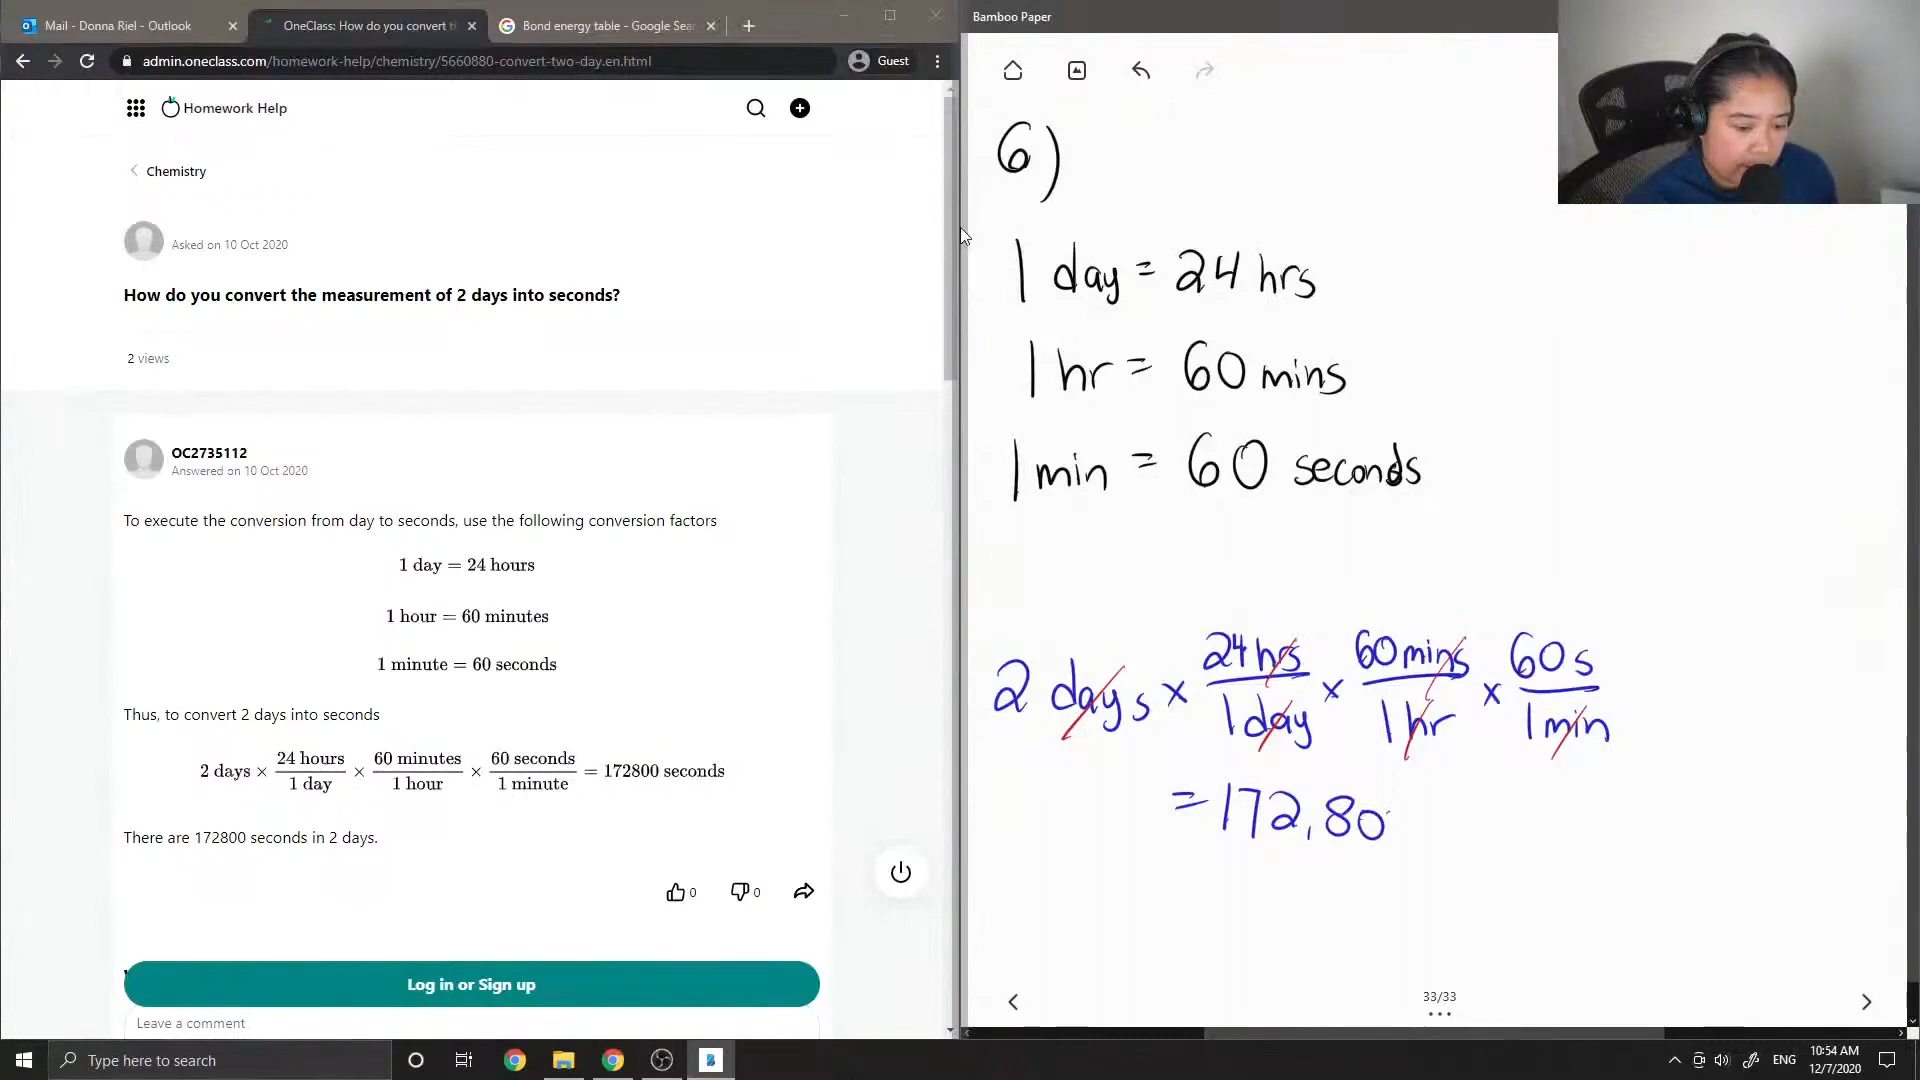 Mail - Donna Riel - Outlook
OneClass: How do you convert t
Bond energy table - Google Sear
admin.oneclass.com/homework-help/chemistry/5660880-convert-two-day.en.html
Guest
Homework Help
Chemistry
Asked on 10 Oct 2020
How do you convert the measurement of 2 days into seconds?
2 views
OC2735112
Answered on 10 Oct 2020
To execute the conversion from day to seconds, use the following conversion factors
1 day = 24 hours
1 hour = 60 minutes
1 minute = 60 seconds
Thus, to convert 2 days into seconds
2 days × 24 hours / 1 day × 60 minutes / 1 hour × 60 seconds / 1 minute = 172800 seconds
There are 172800 seconds in 2 days.
0 0
Log in or Sign up
Leave a comment
Bamboo Paper
6)
1 day = 24 hrs
1 hr = 60 mins
1 min = 60 seconds
2 days × 24 hrs / 1 day × 60 mins / 1 hr × 60 s / 1 min
= 172,80
33/33
Type here to search
ENG
10:54 AM
12/7/2020